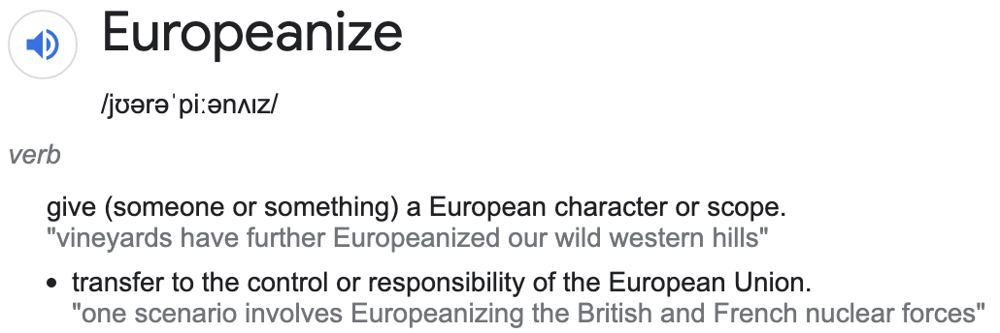 Europeanize
/jʊərəˈpiːənʌɪz/
verb
give (someone or something) a European character or scope.
"vineyards have further Europeanized our wild western hills"
• transfer to the control or responsibility of the European Union.
"one scenario involves Europeanizing the British and French nuclear forces"